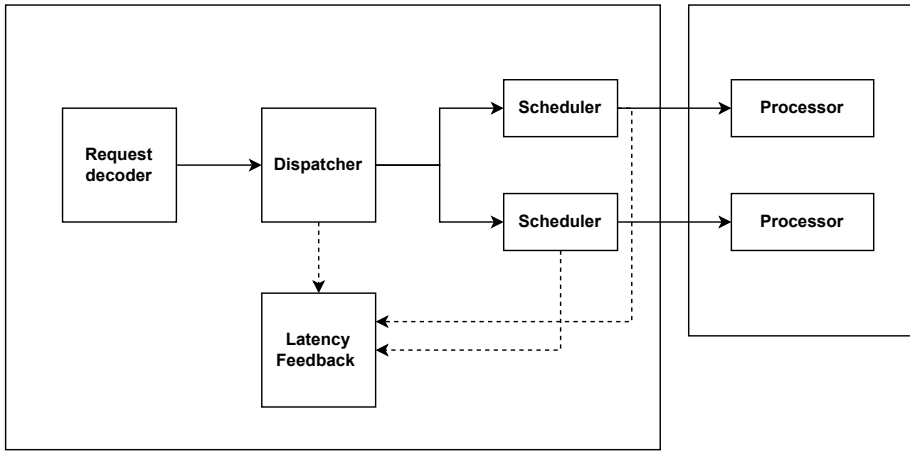 Scheduler
Processor
Request
decoder
Dispatcher
Scheduler
Processor
Latency
Feedback